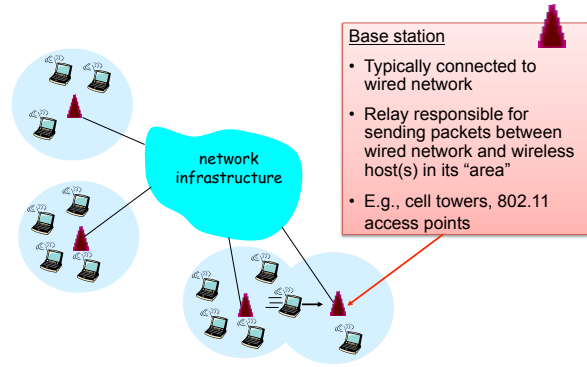 Base station
• Typically connected to
wired network
• Relay responsible for
sending packets between
wired network and wireless
host(s) in its “area”
• E.g., cell towers, 802.11
access points
network
infrastructure